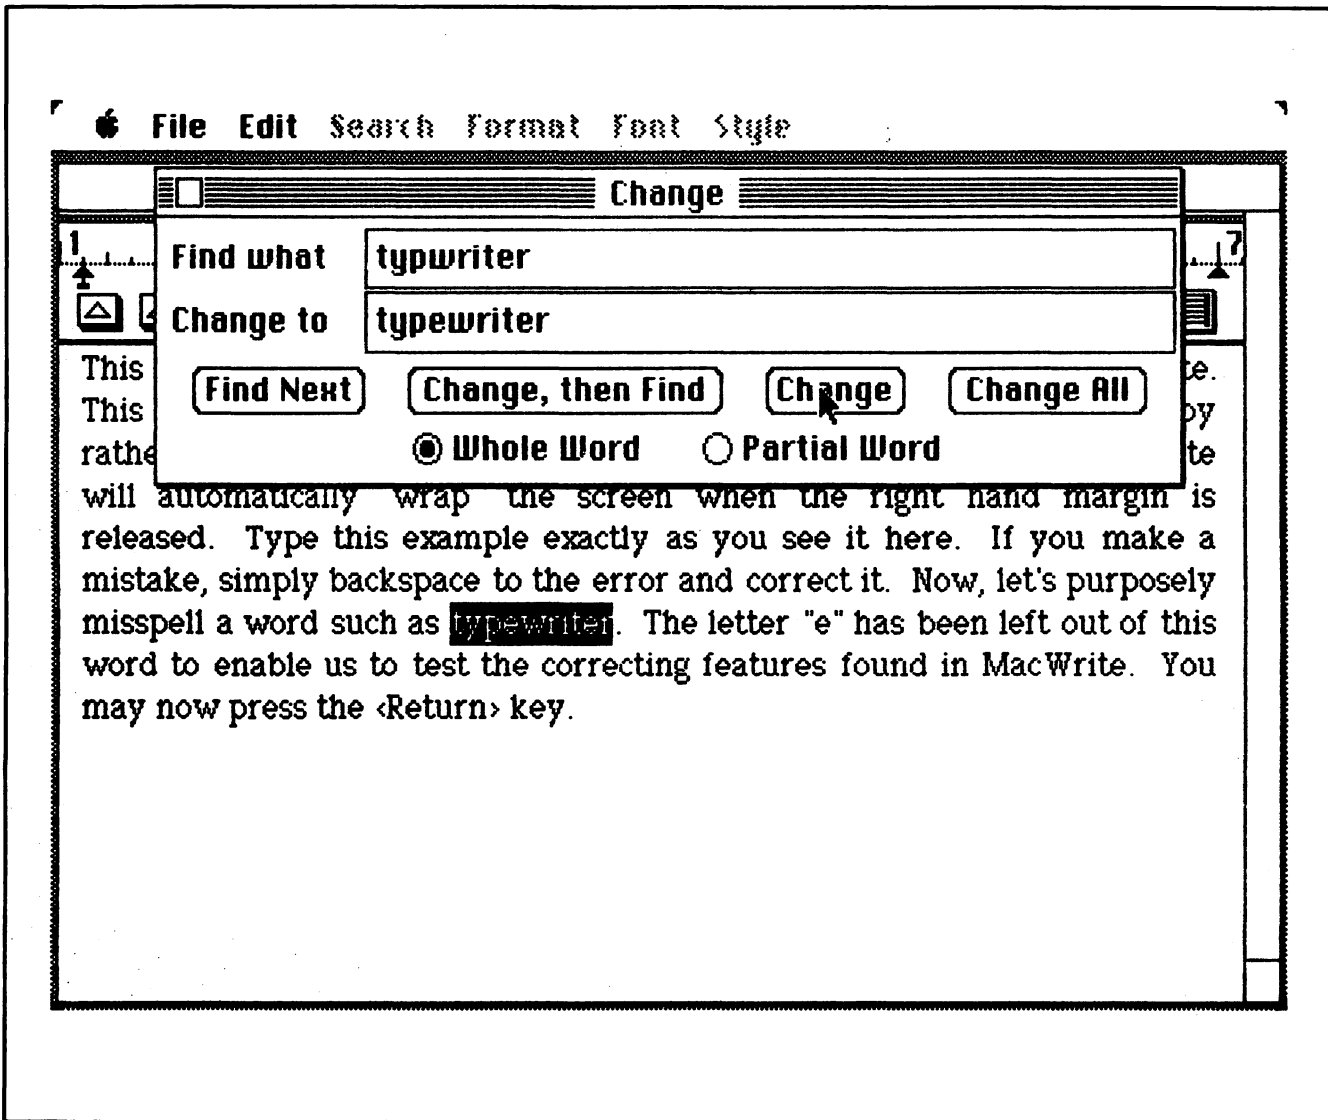 File Edit Search Format Font Style
Change
1 7
Find what typwriter
Change to typewriter
Find Next Change, then Find Change Change All
Whole Word Partial Word
This
This by
rathe te
will automatically "wrap" the screen when the right hand margin is
released. Type this example exactly as you see it here. If you make a
mistake, simply backspace to the error and correct it. Now, let's purposely
misspell a word such as typewriter. The letter "e" has been left out of this
word to enable us to test the correcting features found in MacWrite. You
may now press the <Return> key.